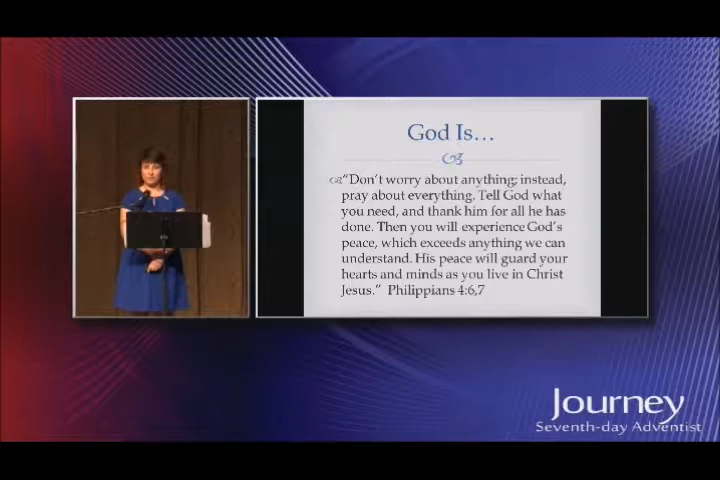 God Is…
“Don’t worry about anything; instead,
pray about everything. Tell God what
you need, and thank him for all he has
done. Then you will experience God’s
peace, which exceeds anything we can
understand. His peace will guard your
hearts and minds as you live in Christ
Jesus.” Philippians 4:6,7
Journey
Seventh-day Adventist